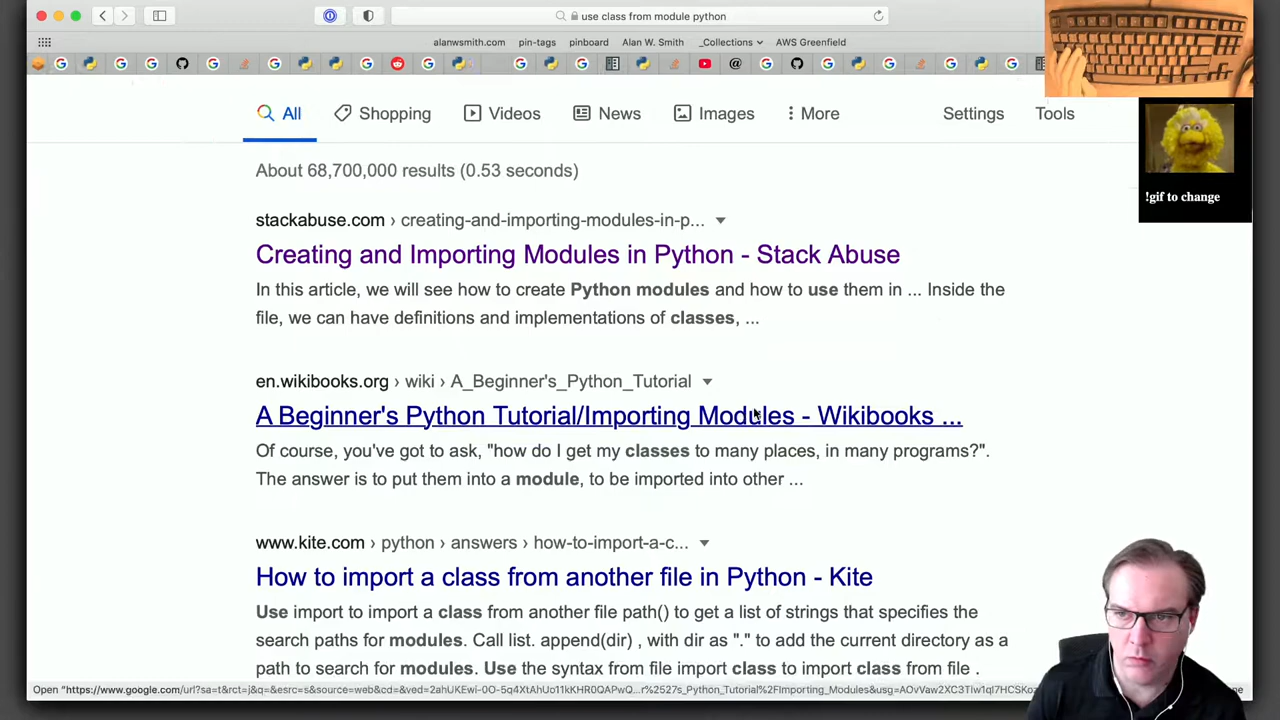 use class from module python
alanwsmith.com pin-tags pinboard Alan W. Smith _Collections AWS Greenfield
All Shopping Videos News Images More Settings Tools
!gif to change
About 68,700,000 results (0.53 seconds)
stackabuse.com › creating-and-importing-modules-in-p...
Creating and Importing Modules in Python - Stack Abuse
In this article, we will see how to create Python modules and how to use them in ... Inside the
file, we can have definitions and implementations of classes, ...
en.wikibooks.org › wiki › A_Beginner's_Python_Tutorial
A Beginner's Python Tutorial/Importing Modules - Wikibooks ...
Of course, you've got to ask, "how do I get my classes to many places, in many programs?".
The answer is to put them into a module, to be imported into other ...
www.kite.com › python › answers › how-to-import-a-c...
How to import a class from another file in Python - Kite
Use import to import a class from another file path() to get a list of strings that specifies the
search paths for modules. Call list. append(dir) , with dir as "." to add the current directory as a
path to search for modules. Use the syntax from file import class to import class from file .